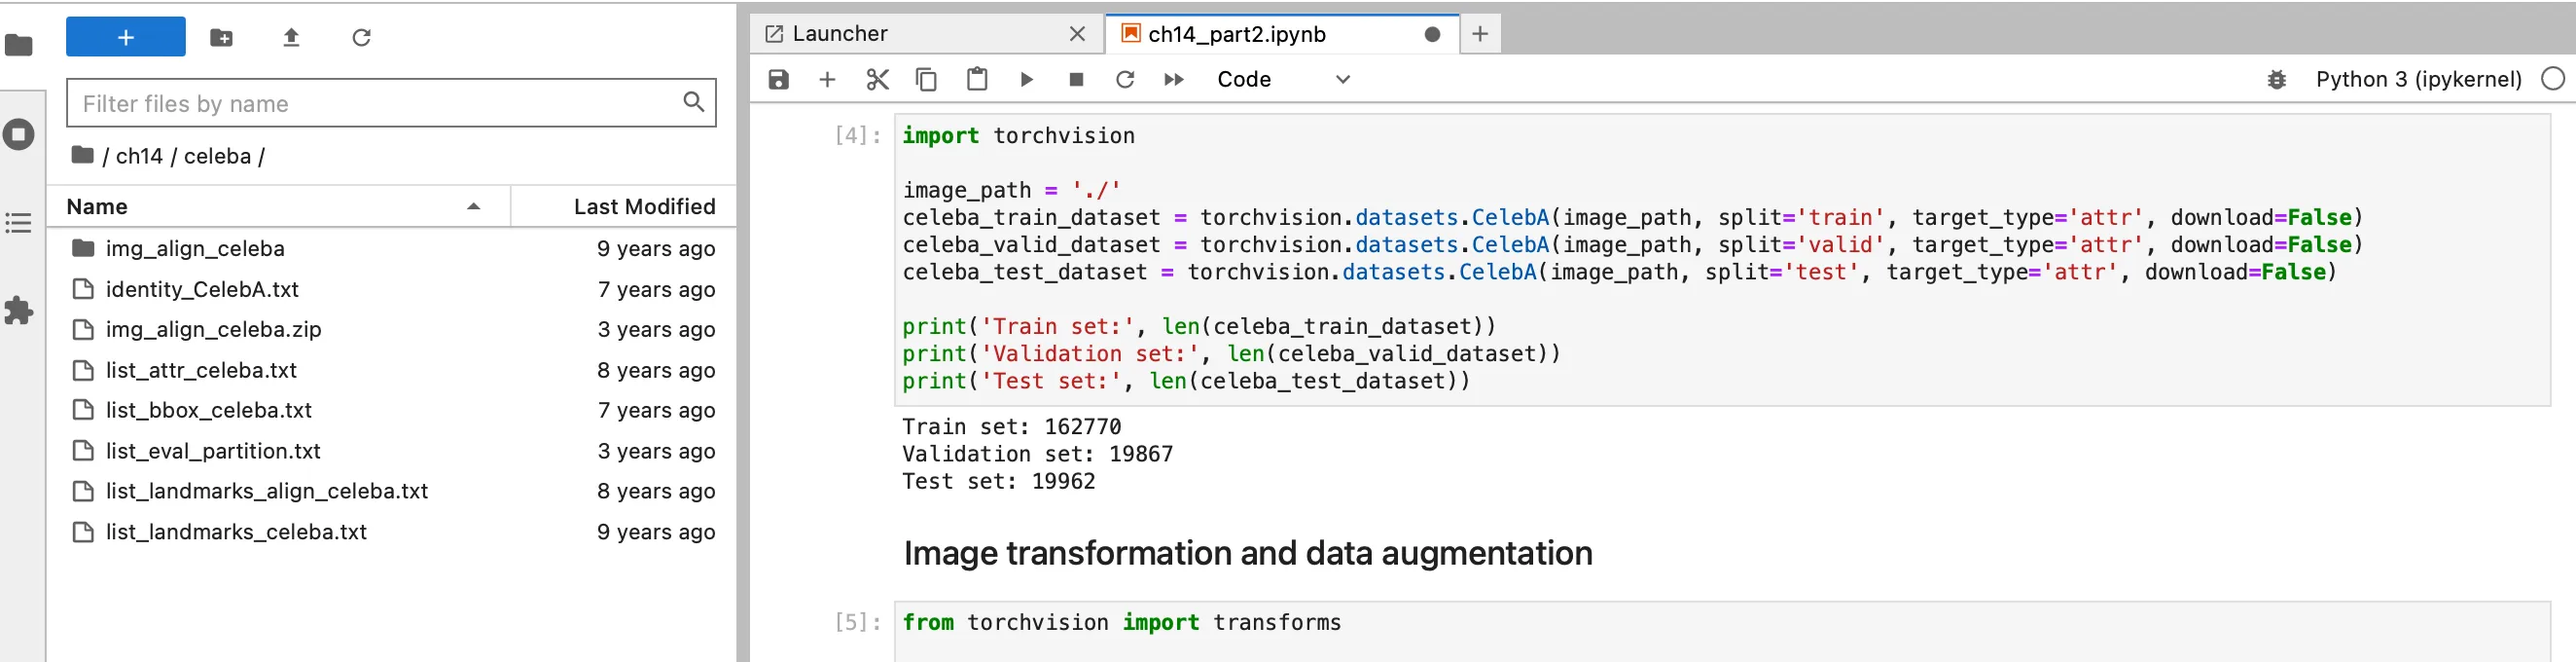 Filter files by name
/ ch14 / celeba /
Name Last Modified
img_align_celeba 9 years ago
identity_CelebA.txt 7 years ago
img_align_celeba.zip 3 years ago
list_attr_celeba.txt 8 years ago
list_bbox_celeba.txt 7 years ago
list_eval_partition.txt 3 years ago
list_landmarks_align_celeba.txt 8 years ago
list_landmarks_celeba.txt 9 years ago
Launcher
ch14_part2.ipynb
Code
Python 3 (ipykernel)
[4]: import torchvision
image_path = './'
celeba_train_dataset = torchvision.datasets.CelebA(image_path, split='train', target_type='attr', download=False)
celeba_valid_dataset = torchvision.datasets.CelebA(image_path, split='valid', target_type='attr', download=False)
celeba_test_dataset = torchvision.datasets.CelebA(image_path, split='test', target_type='attr', download=False)
print('Train set:', len(celeba_train_dataset))
print('Validation set:', len(celeba_valid_dataset))
print('Test set:', len(celeba_test_dataset))
Train set: 162770
Validation set: 19867
Test set: 19962
Image transformation and data augmentation
[5]: from torchvision import transforms